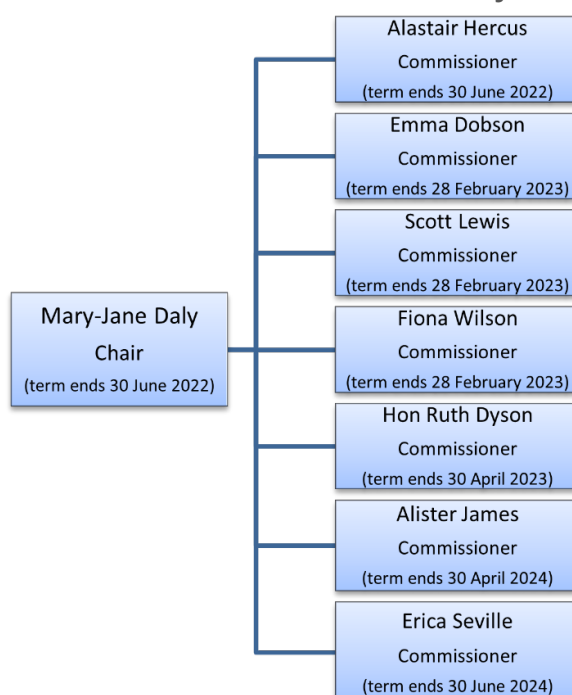 Mary-Jane Daly
Chair
(term ends 30 June 2022)
Alastair Hercus
Commissioner
(term ends 30 June 2022)
Emma Dobson
Commissioner
(term ends 28 February 2023)
Scott Lewis
Commissioner
(term ends 28 February 2023)
Fiona Wilson
Commissioner
(term ends 28 February 2023)
Hon Ruth Dyson
Commissioner
(term ends 30 April 2023)
Alister James
Commissioner
(term ends 30 April 2024)
Erica Seville
Commissioner
(term ends 30 June 2024)